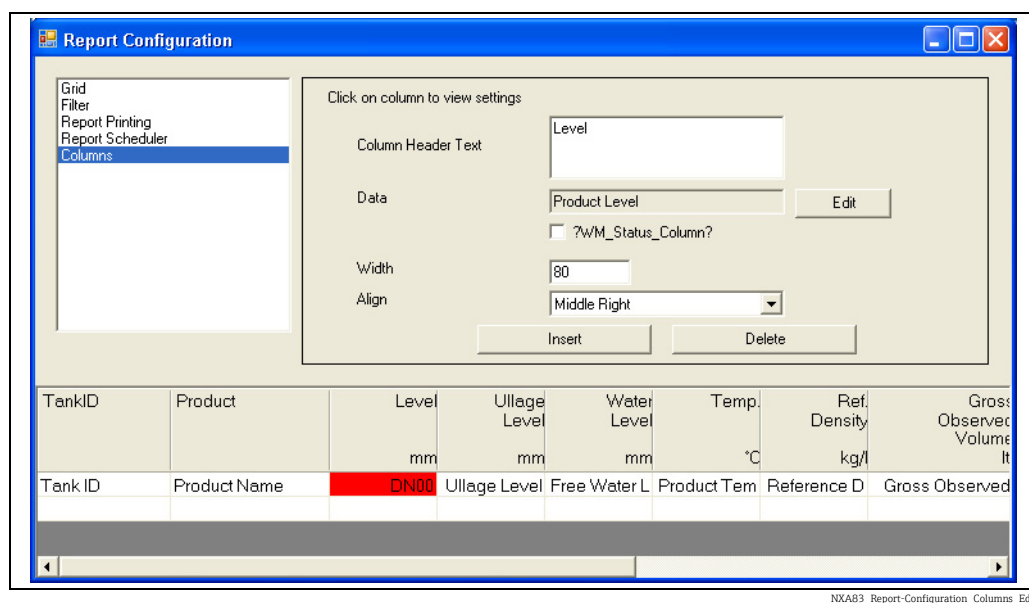 Report Configuration
Grid
Filter
Report Printing
Report Scheduler
Columns
Click on column to view settings
Column Header Text
Level
Data
Product Level
Edit
?WM_Status_Column?
Width
80
Align
Middle Right
Insert
Delete
TankID Product Level Ullage Water Temp. Ref. Gross
Level Level Density Observed
Volume
mm mm mm °C kg/l lt
Tank ID Product Name DN00 Ullage Level Free Water L Product Tem Reference D Gross Observed
NXA83_Report-Configuration_Columns_Ed